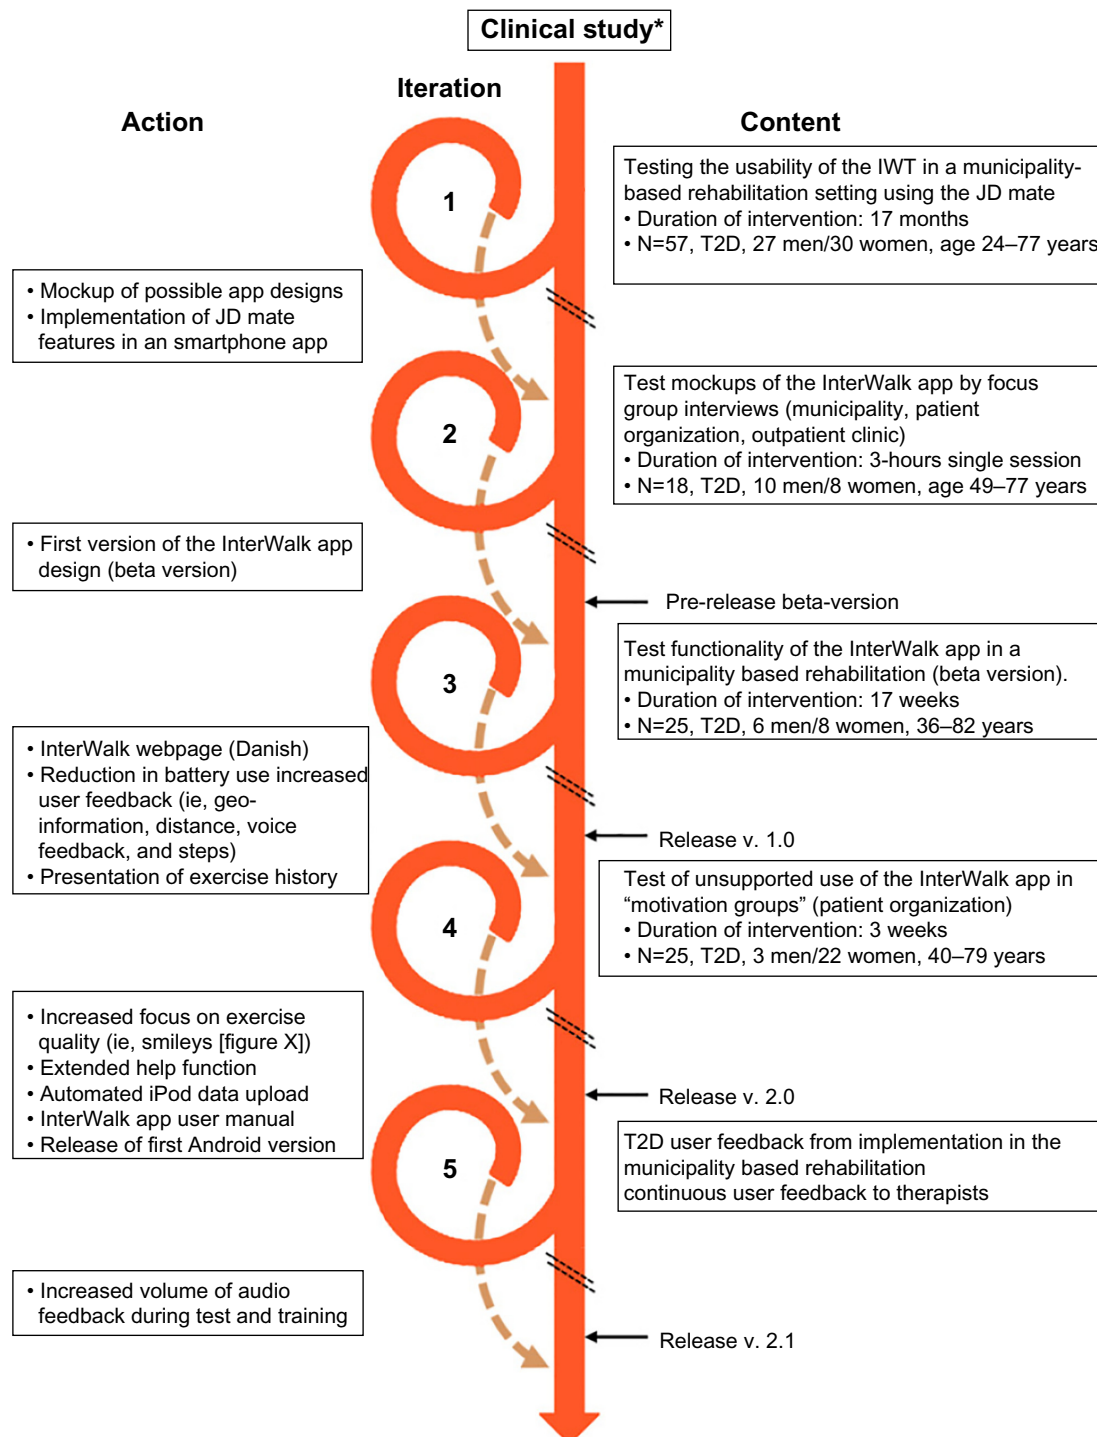 Clinical study*
Iteration
Action
Content
1
Testing the usability of the IWT in a municipality-
based rehabilitation setting using the JD mate
• Duration of intervention: 17 months
• N=57, T2D, 27 men/30 women, age 24–77 years
• Mockup of possible app designs
• Implementation of JD mate
features in an smartphone app
2
Test mockups of the InterWalk app by focus
group interviews (municipality, patient
organization, outpatient clinic)
• Duration of intervention: 3-hours single session
• N=18, T2D, 10 men/8 women, age 49–77 years
• First version of the InterWalk app
design (beta version)
Pre-release beta-version
3
Test functionality of the InterWalk app in a
municipality based rehabilitation (beta version).
• Duration of intervention: 17 weeks
• N=25, T2D, 6 men/8 women, 36–82 years
• InterWalk webpage (Danish)
• Reduction in battery use increased
user feedback (ie, geo-
information, distance, voice
feedback, and steps)
• Presentation of exercise history
Release v. 1.0
4
Test of unsupported use of the InterWalk app in
“motivation groups” (patient organization)
• Duration of intervention: 3 weeks
• N=25, T2D, 3 men/22 women, 40–79 years
• Increased focus on exercise
quality (ie, smileys [figure X])
• Extended help function
• Automated iPod data upload
• InterWalk app user manual
• Release of first Android version
Release v. 2.0
5
T2D user feedback from implementation in the
municipality based rehabilitation
continuous user feedback to therapists
• Increased volume of audio
feedback during test and training
Release v. 2.1